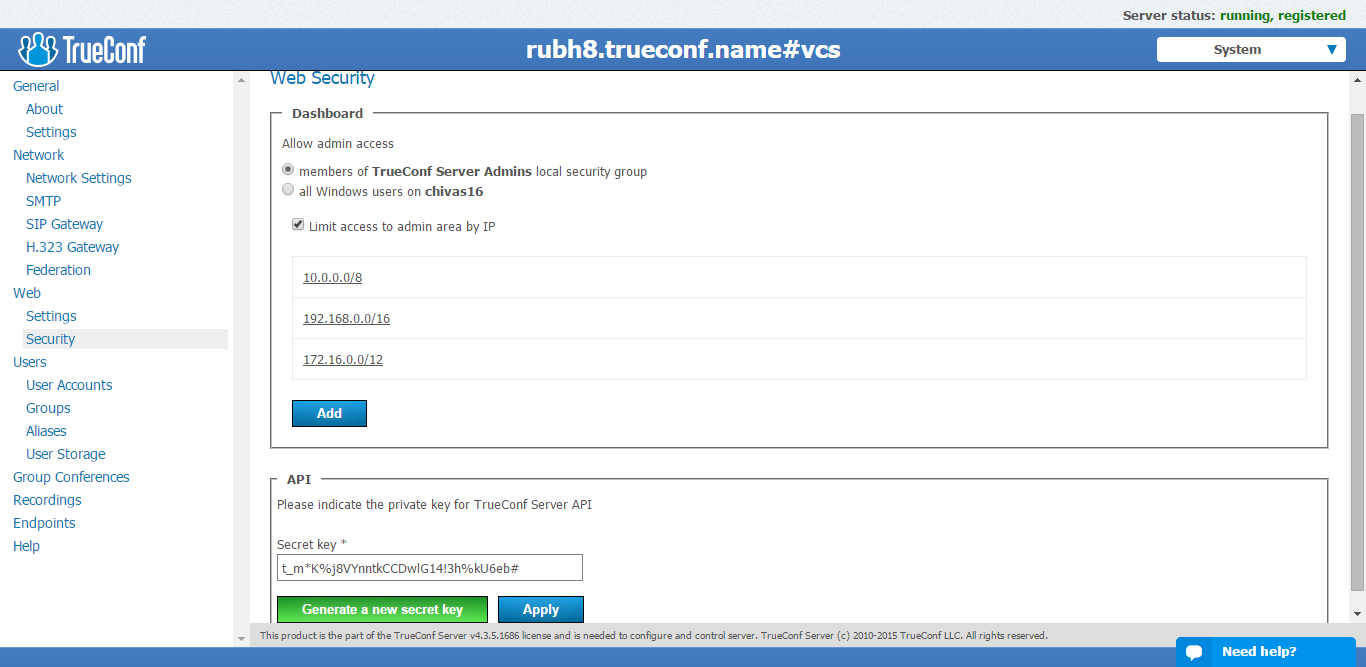 Server status: running, registered
TrueConf
rubh8.trueconf.name#vcs
System
General
About
Settings
Network
Network Settings
SMTP
SIP Gateway
H.323 Gateway
Federation
Web
Settings
Security
Users
User Accounts
Groups
Aliases
User Storage
Group Conferences
Recordings
Endpoints
Help
Web Security
Dashboard
Allow admin access
members of TrueConf Server Admins local security group
all Windows users on chivas16
Limit access to admin area by IP
10.0.0.0/8
192.168.0.0/16
172.16.0.0/12
Add
API
Please indicate the private key for TrueConf Server API
Secret key *
t_m*K%j8VYnntkCCDwlG14!3h%kU6eb#
Generate a new secret key
Apply
This product is the part of the TrueConf Server v4.3.5.1686 license and is needed to configure and control server. TrueConf Server (c) 2010-2015 TrueConf LLC. All rights reserved.
Need help?